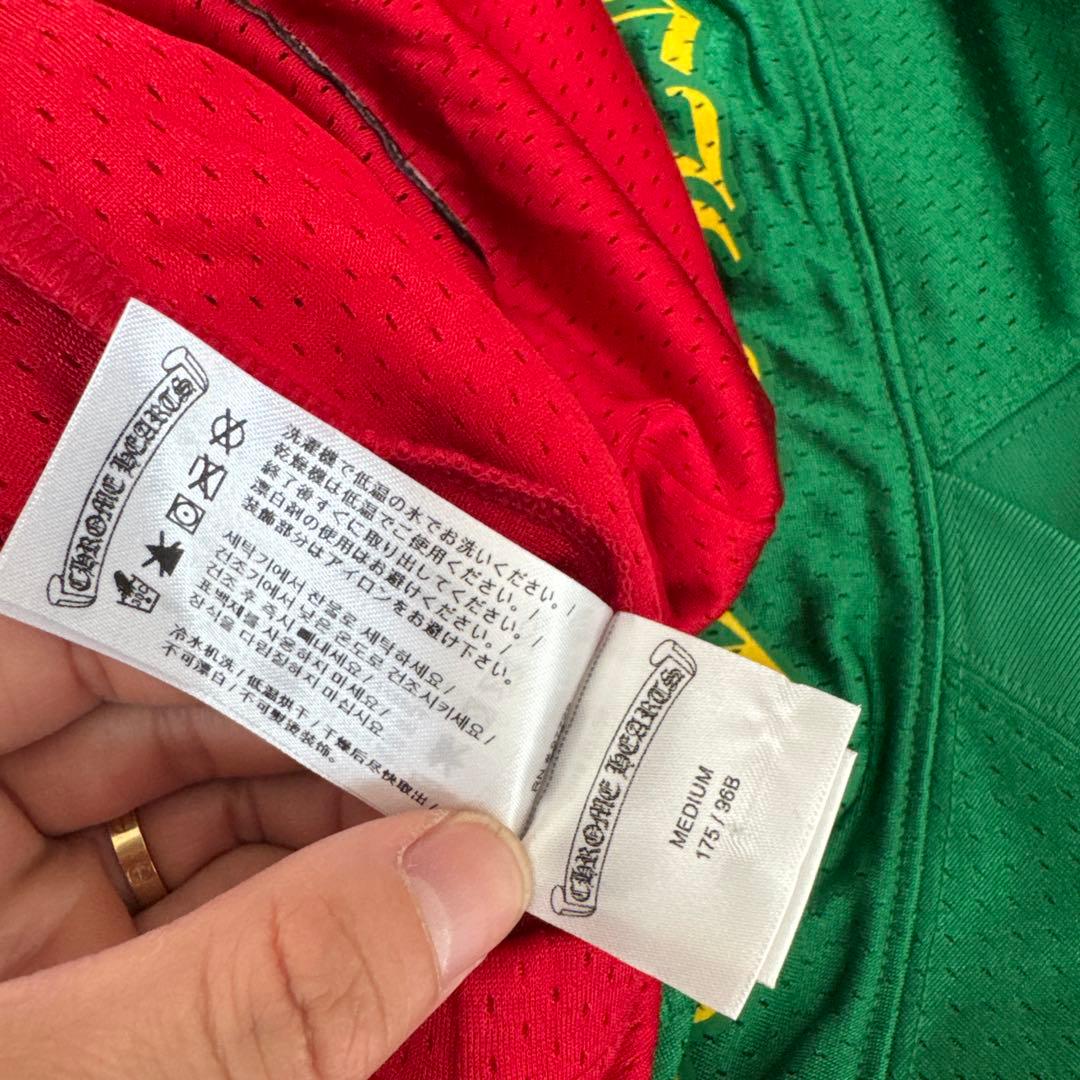 CHROME HEARTS
洗濯機で低温の水でお洗いください。/
乾燥機は低温でご使用ください。/
終了後すぐに取り出してください。/
漂白剤の使用はお避けください。/
装飾部分はアイロンをお避け下さい。
세탁기에서 찬물로 세탁하세요/
건조기에서 낮은 온도로 건조시키세요/
건조 후 즉시 빼내세요/
표백제를 사용하지 마세요/
장식을 다림질하지 마십시오
冷水机洗/低温烘干/干燥后尽快取出/
不可漂白/不可熨烫装饰。
RN
CHROME HEARTS
MEDIUM
175 / 96B